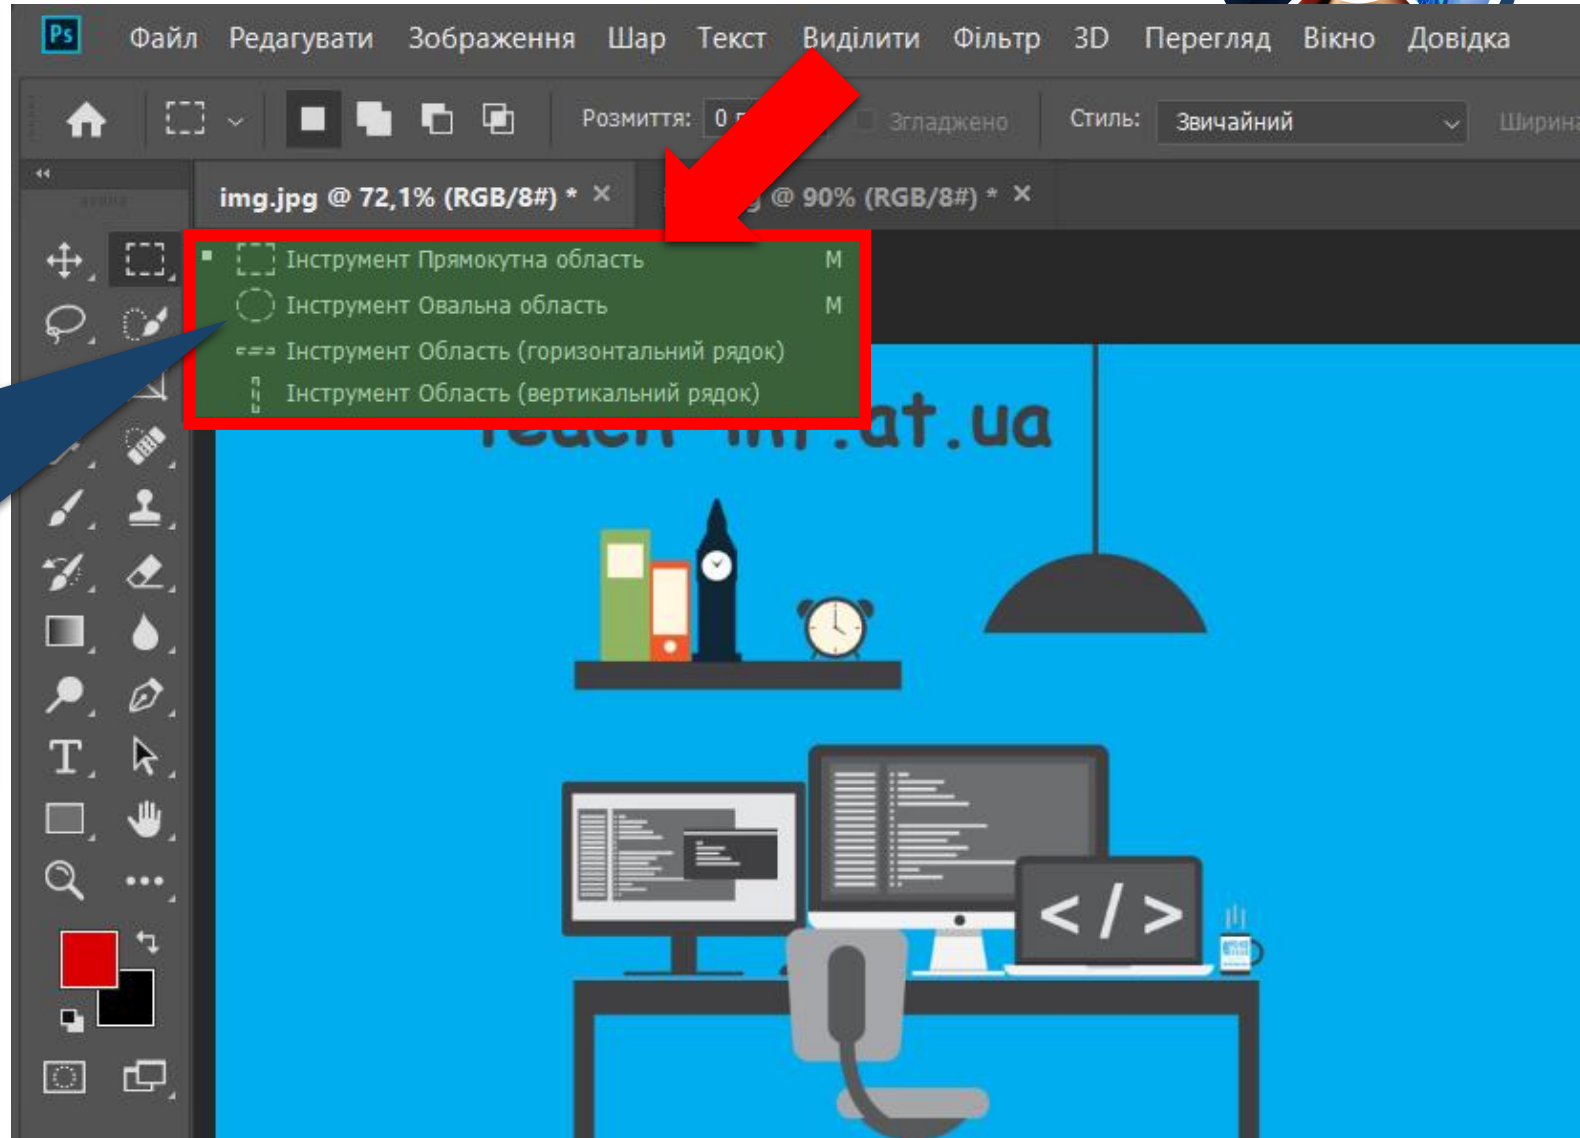 Ps Файл Редагувати Зображення Шар Текст Виділити Фільтр 3D Перегляд Вікно Довідка
Розмиття: 0 Згладжено Стиль: Звичайний Ширина
img.jpg @ 72,1% (RGB/8#) * × @ 90% (RGB/8#) * ×
Інструмент Прямокутна область M
Інструмент Овальна область M
Інструмент Область (горизонтальний рядок)
Інструмент Область (вертикальний рядок)
.at.ua
</>